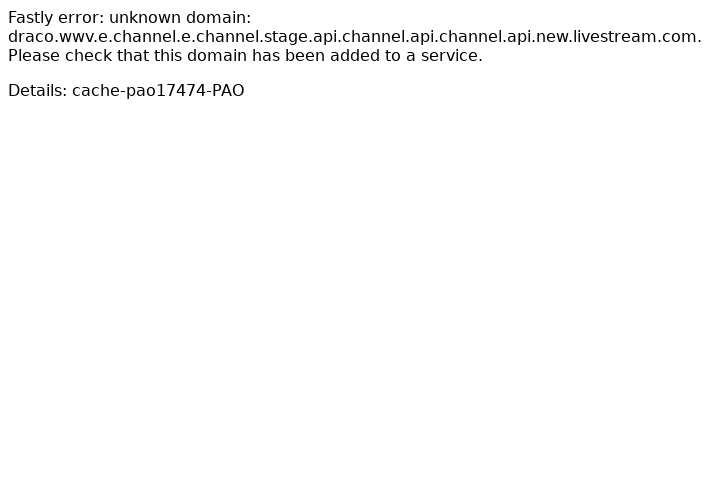 Fastly error: unknown domain:
draco.wwv.e.channel.e.channel.stage.api.channel.api.channel.api.new.livestream.com.
Please check that this domain has been added to a service.
Details: cache-pao17474-PAO